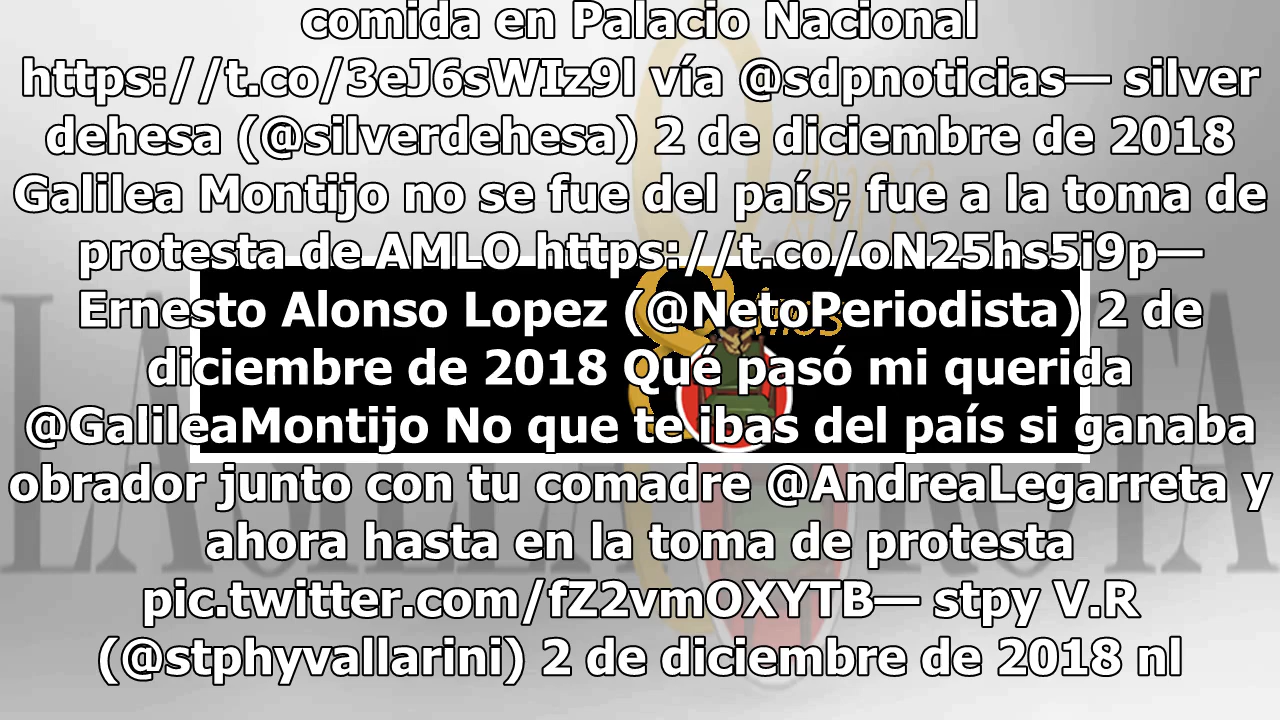 comida en Palacio Nacional
https://t.co/3eJ6sWIz9l vía @sdpnoticias— silver
dehesa (@silverdehesa) 2 de diciembre de 2018
Galilea Montijo no se fue del país; fue a la toma de
protesta de AMLO https://t.co/oN25hs5i9p—
Ernesto Alonso Lopez (@NetoPeriodista) 2 de
diciembre de 2018 Qué pasó mi querida
@GalileaMontijo No que te ibas del país si ganaba
obrador junto con tu comadre @AndreaLegarreta y
ahora hasta en la toma de protesta
pic.twitter.com/fZ2vmOXYTB— stpy V.R
(@stphyvallarini) 2 de diciembre de 2018 nl